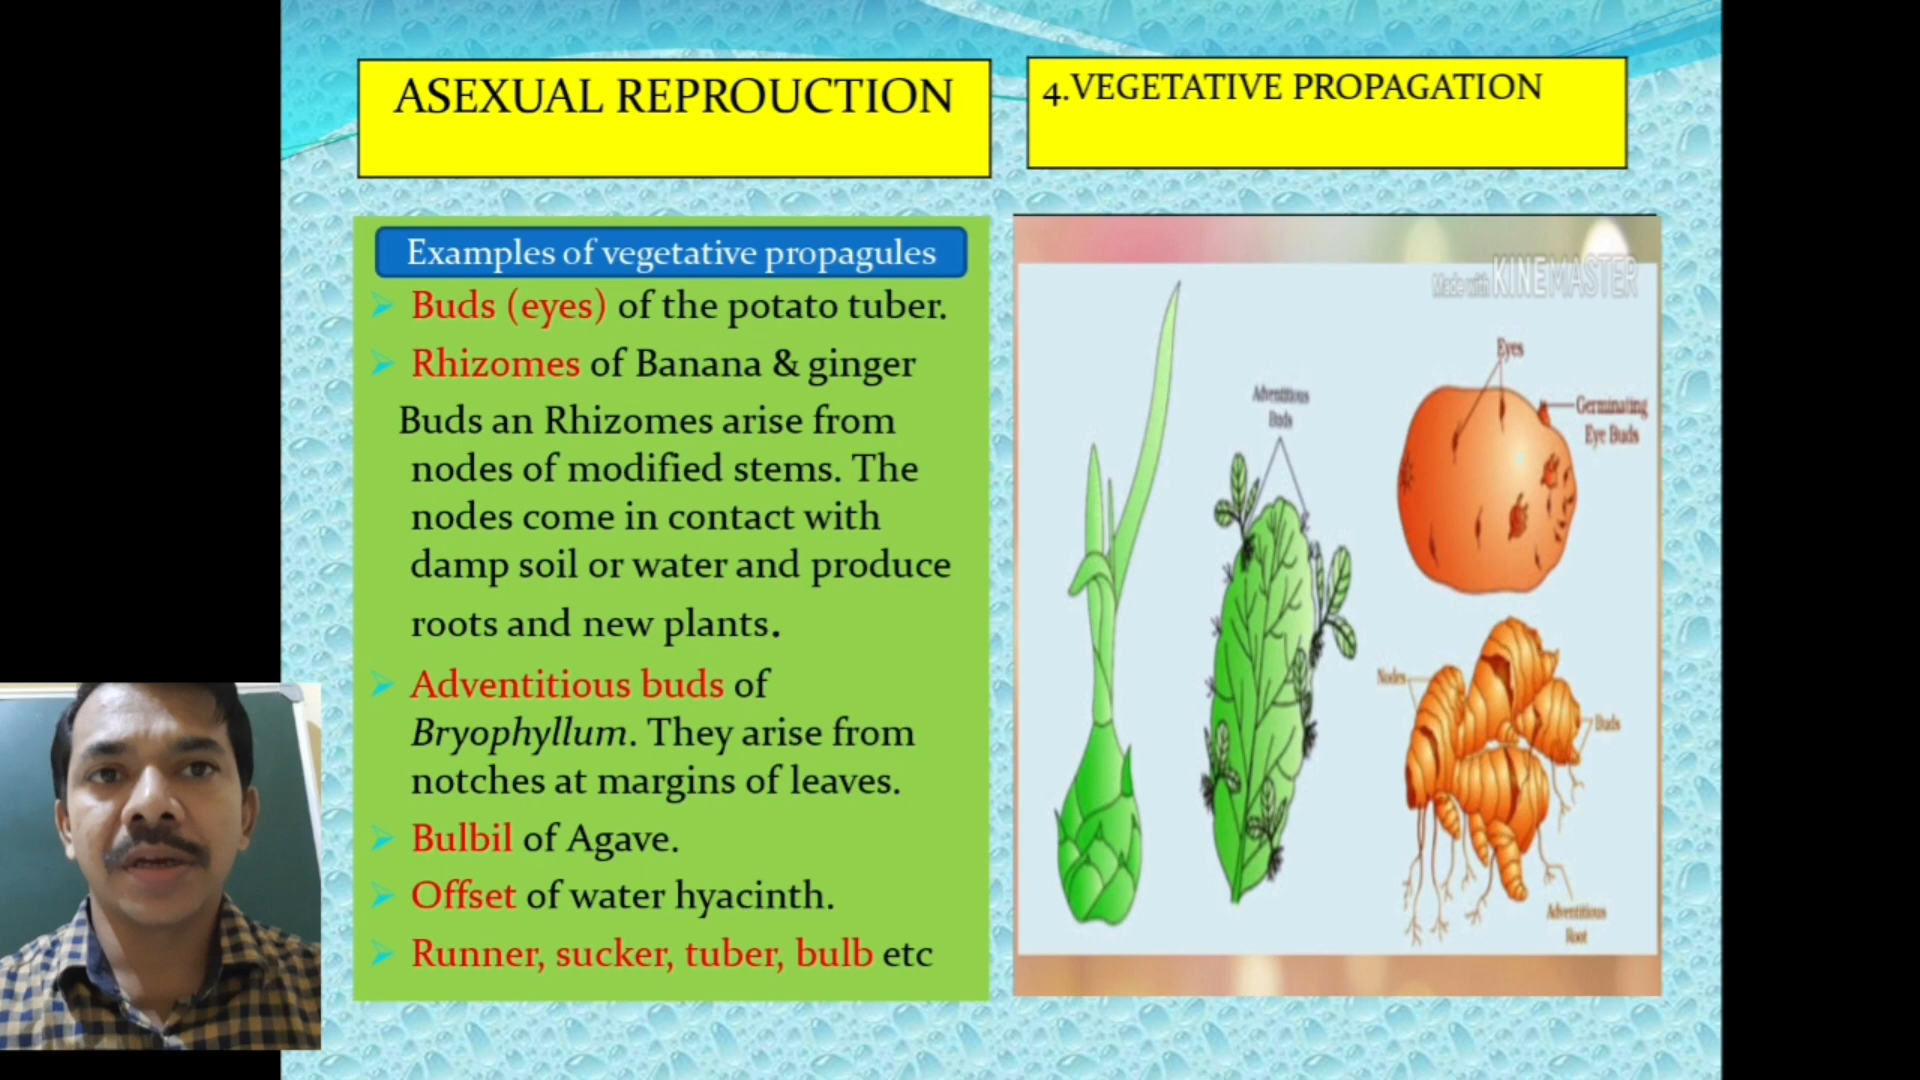 ASEXUAL REPROUCTION
4.VEGETATIVE PROPAGATION
Examples of vegetative propagules
Buds (eyes) of the potato tuber.
Rhizomes of Banana & ginger
Buds an Rhizomes arise from
nodes of modified stems. The
nodes come in contact with
damp soil or water and produce
roots and new plants.
Adventitious buds of
Bryophyllum. They arise from
notches at margins of leaves.
Bulbil of Agave.
Offset of water hyacinth.
Runner, sucker, tuber, bulb etc
Made with KINEMASTER
Eyes
Adventitious
Buds
Germinating
Eye Buds
Nodes
Buds
Adventitious
Root